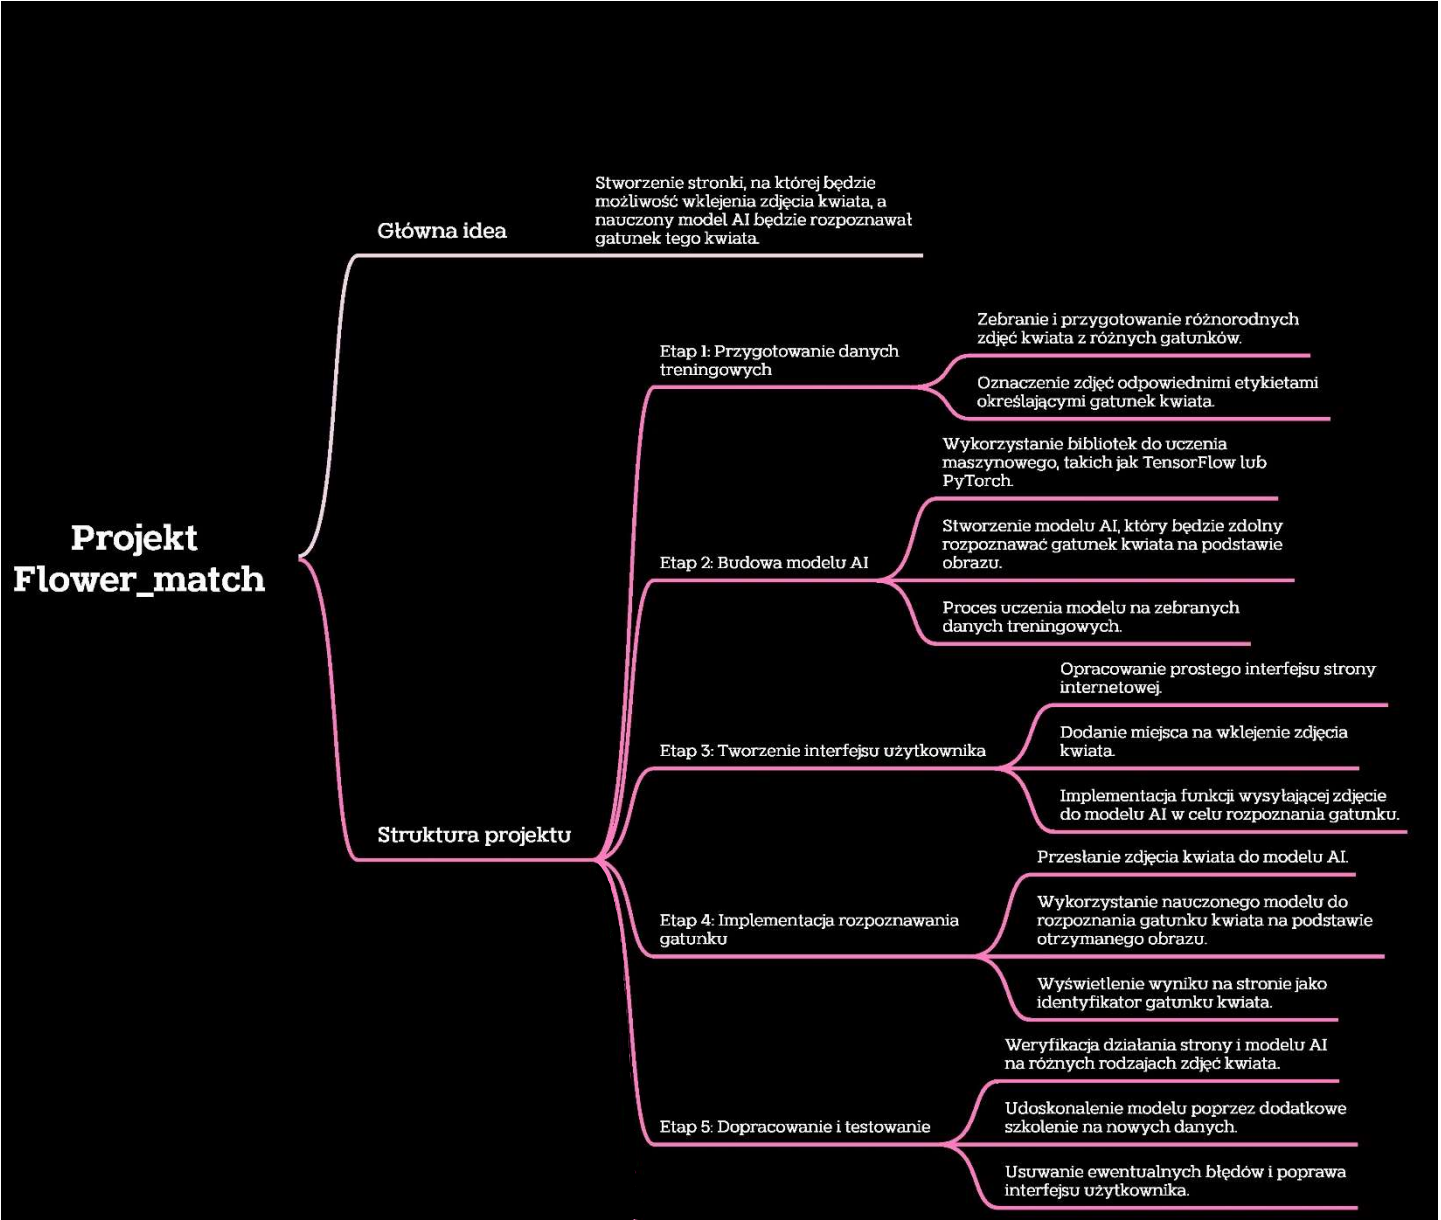 Projekt
Flower_match
Główna idea
Stworzenie stronki, na której będzie
możliwość wklejenia zdjęcia kwiata, a
nauczony model AI będzie rozpoznawał
gatunek tego kwiata.
Struktura projektu
Etap 1: Przygotowanie danych
treningowych
Zebranie i przygotowanie różnorodnych
zdjęć kwiata z różnych gatunków.
Oznaczenie zdjęć odpowiednimi etykietami
określającymi gatunek kwiata.
Etap 2: Budowa modelu AI
Wykorzystanie bibliotek do uczenia
maszynowego, takich jak TensorFlow lub
PyTorch.
Stworzenie modelu AI, który będzie zdolny
rozpoznawać gatunek kwiata na podstawie
obrazu.
Proces uczenia modelu na zebranych
danych treningowych.
Etap 3: Tworzenie interfejsu użytkownika
Opracowanie prostego interfejsu strony
internetowej.
Dodanie miejsca na wklejenie zdjęcia
kwiata.
Implementacja funkcji wysyłającej zdjęcie
do modelu AI w celu rozpoznania gatunku.
Etap 4: Implementacja rozpoznawania
gatunku
Przesłanie zdjęcia kwiata do modelu AI.
Wykorzystanie nauczonego modelu do
rozpoznania gatunku kwiata na podstawie
otrzymanego obrazu.
Wyświetlenie wyniku na stronie jako
identyfikator gatunku kwiata.
Etap 5: Dopracowanie i testowanie
Weryfikacja działania strony i modelu AI
na różnych rodzajach zdjęć kwiata.
Udoskonalenie modelu poprzez dodatkowe
szkolenie na nowych danych.
Usuwanie ewentualnych błędów i poprawa
interfejsu użytkownika.